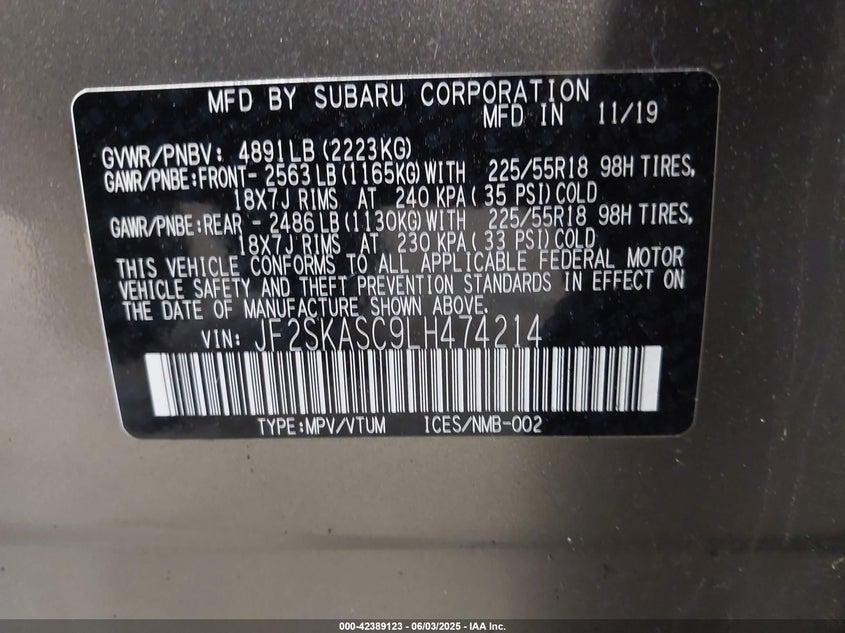 MFD BY SUBARU CORPORATION
MFD IN 11/19
GVWR/PNBV: 4891LB (2223KG)
GAWR/PNBE:FRONT- 2563 LB (1165KG) WITH 225/55R18 98H TIRES,
18X7J RIMS AT 240 KPA ( 35 PSI) COLD
GAWR/PNBE:REAR - 2486 LB (1130KG) WITH 225/55R18 98H TIRES,
18X7J RIMS AT 230 KPA ( 33 PSI) COLD
THIS VEHICLE CONFORMS TO ALL APPLICABLE FEDERAL MOTOR
VEHICLE SAFETY AND THEFT PREVENTION STANDARDS IN EFFECT ON
THE DATE OF MANUFACTURE SHOWN ABOVE.
VIN: JF2SKASC9LH474214
TYPE:MPV/VTUM ICES/NMB-002
000-42389123 - 06/03/2025 - IAA Inc.